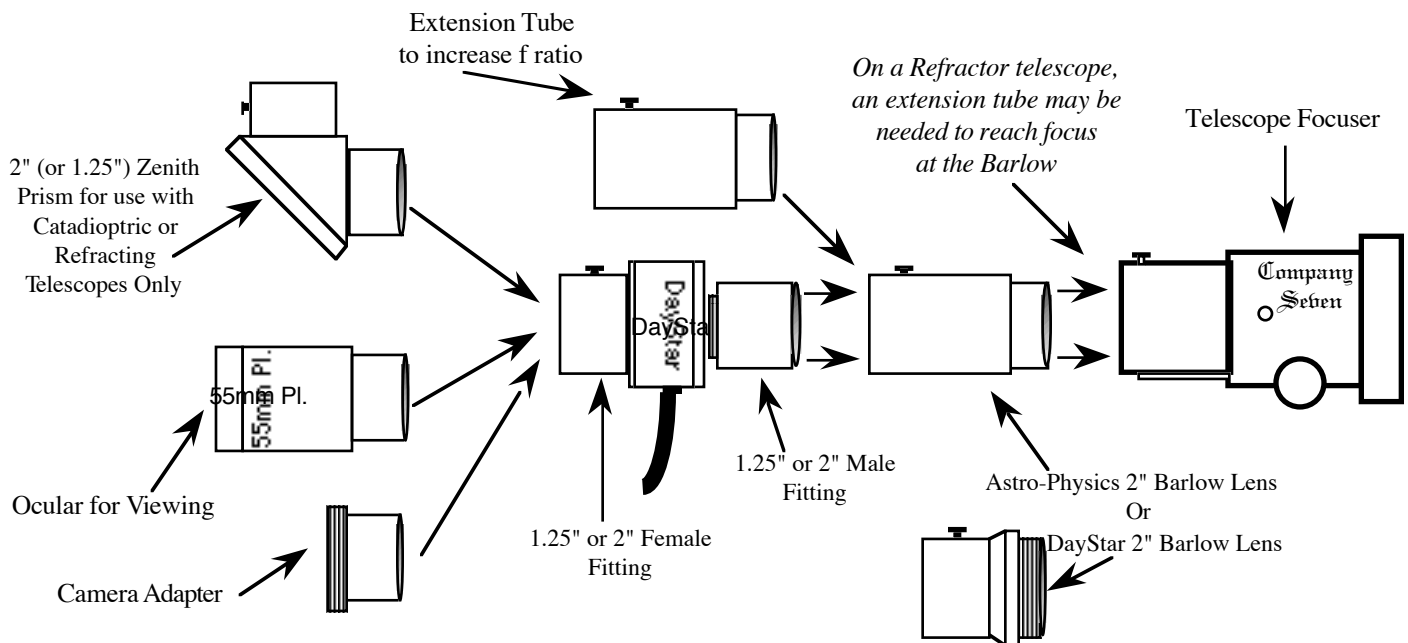 Extension Tube
to increase f ratio
On a Refractor telescope,
an extension tube may be
needed to reach focus
at the Barlow
Telescope Focuser
2" (or 1.25") Zenith
Prism for use with
Catadioptric or
Refracting
Telescopes Only
Company
Seven
DayStar
DaySta
55mm Pl.
55mm Pl.
Ocular for Viewing
1.25" or 2" Male
Fitting
Astro-Physics 2" Barlow Lens
Or
DayStar 2" Barlow Lens
1.25" or 2" Female
Fitting
Camera Adapter